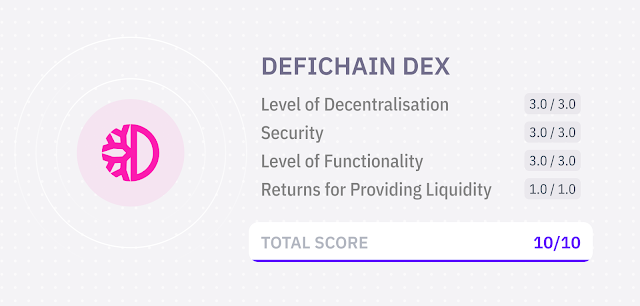 DEFICHAIN DEX
Level of Decentralisation 3.0 / 3.0
Security 3.0 / 3.0
Level of Functionality 3.0 / 3.0
Returns for Providing Liquidity 1.0 / 1.0
TOTAL SCORE 10/10